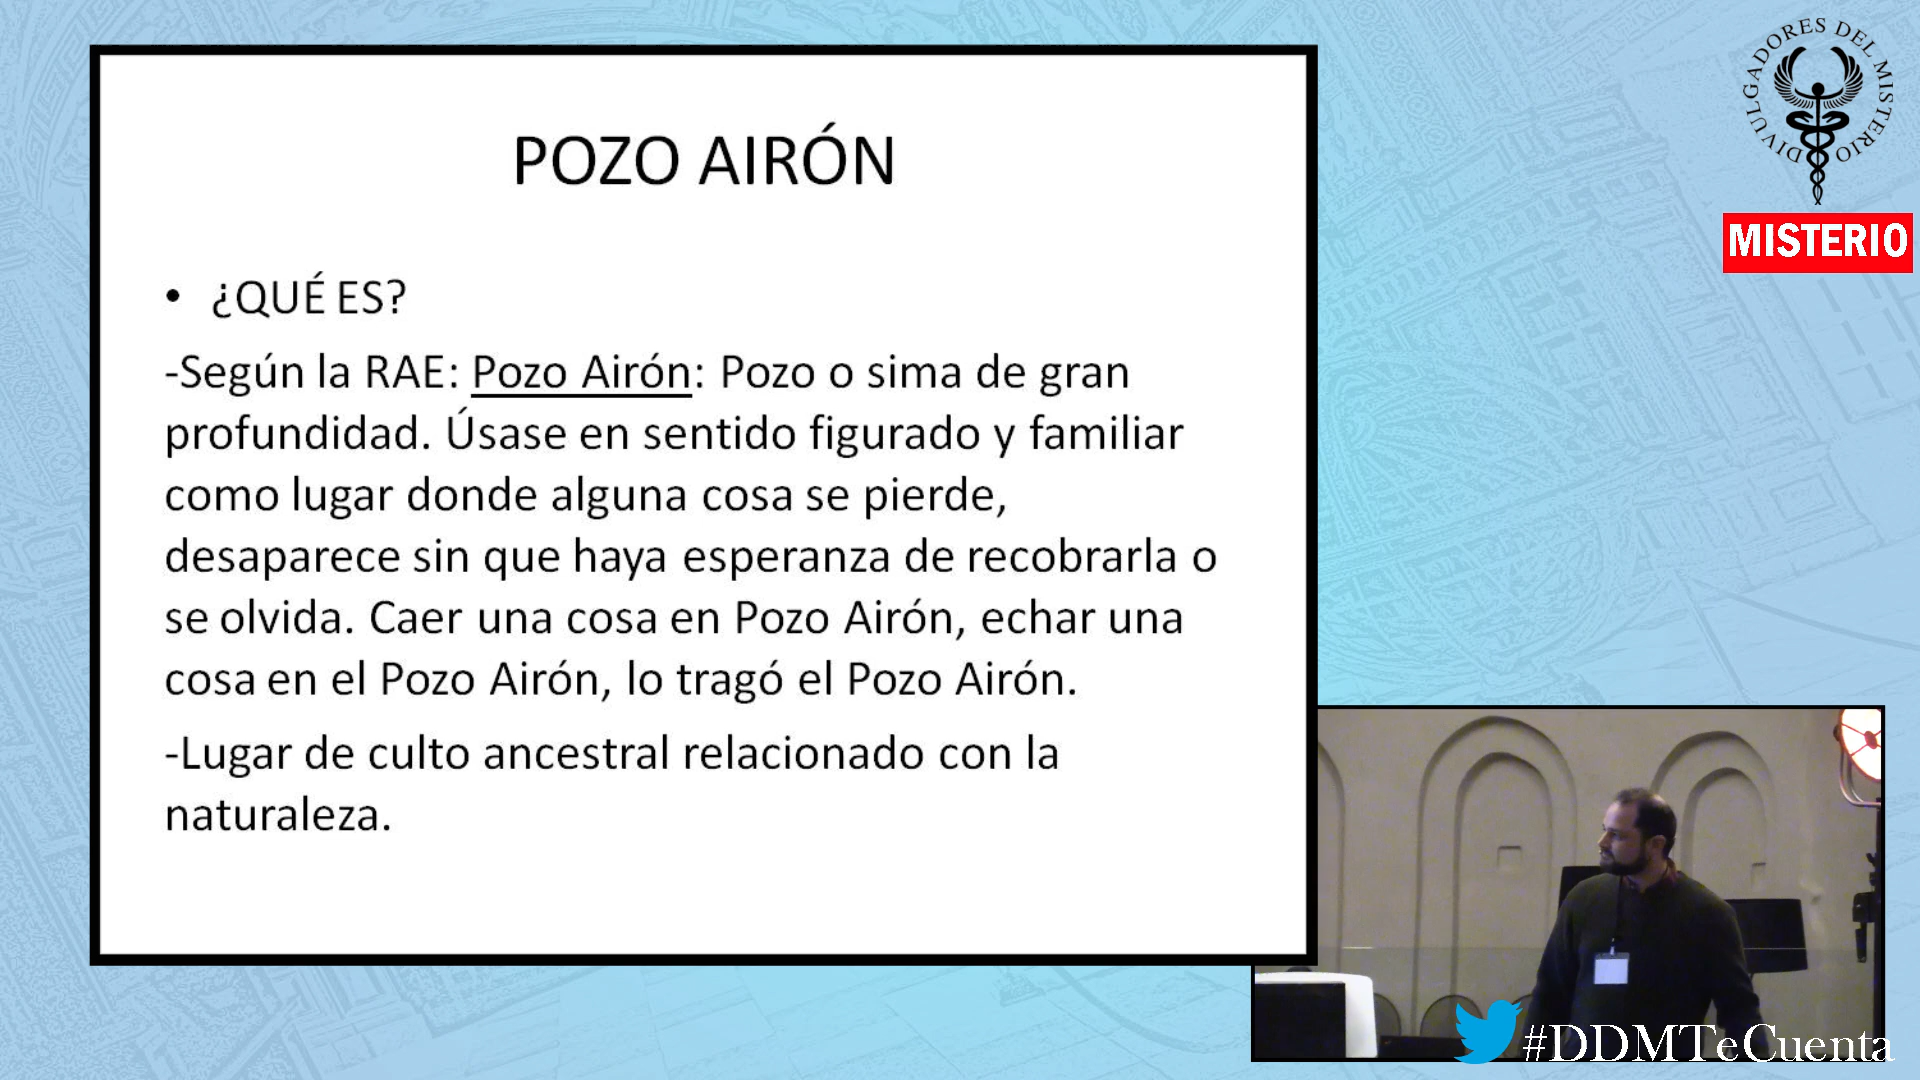 POZO AIRÓN
• ¿QUÉ ES?
-Según la RAE: Pozo Airón: Pozo o sima de gran
profundidad. Úsase en sentido figurado y familiar
como lugar donde alguna cosa se pierde,
desaparece sin que haya esperanza de recobrarla o
se olvida. Caer una cosa en Pozo Airón, echar una
cosa en el Pozo Airón, lo tragó el Pozo Airón.
-Lugar de culto ancestral relacionado con la
naturaleza.
DIVULGADORES DEL MISTERIO
MISTERIO
#DDMTeCuenta